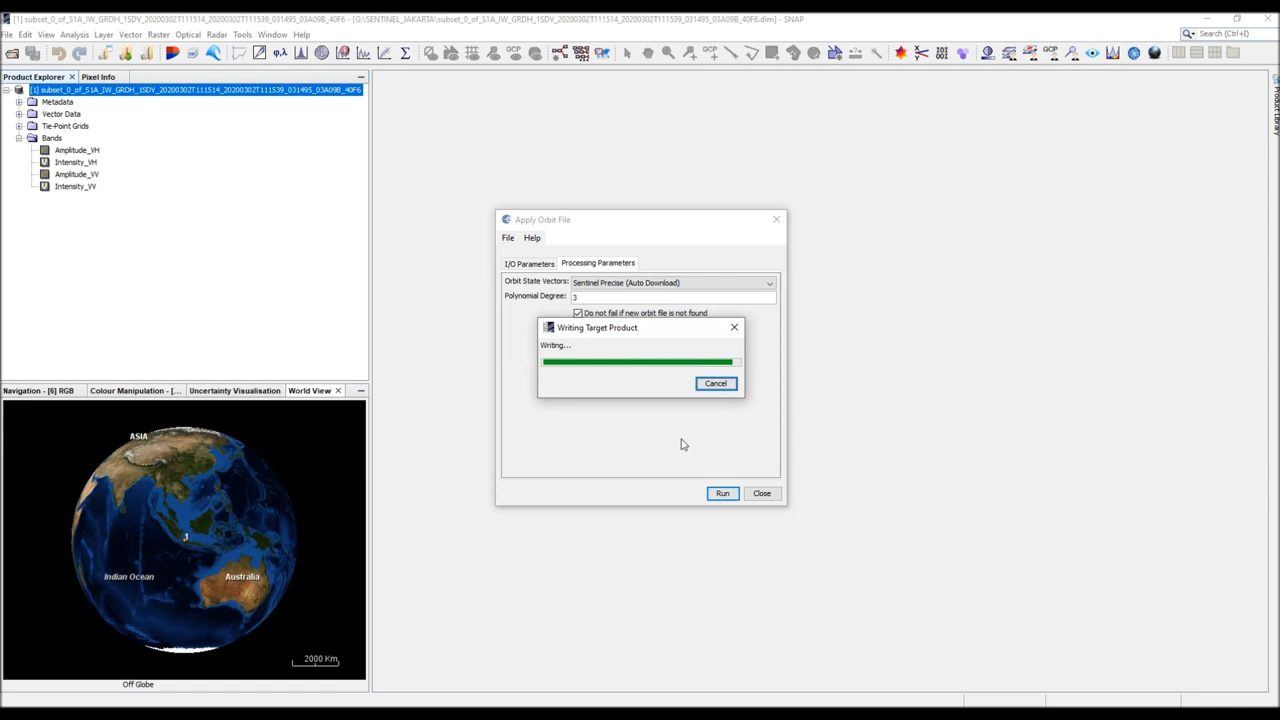 [1] subset_0_of_S1A_IW_GRDH_1SDV_20200302T111514_20200302T111539_031495_03A09B_40F6 - [G:\SENTINEL_JAKARTA\subset_0_of_S1A_IW_GRDH_1SDV_20200302T111514_20200302T111539_031495_03A09B_40F6.dim] - SNAP
File Edit View Analysis Layer Vector Raster Optical Radar Tools Window Help
Search (Ctrl+I)
GCP
GCP
GCP
Product Explorer Pixel Info
Product Library
[1] subset_0_of_S1A_IW_GRDH_1SDV_20200302T111514_20200302T111539_031495_03A09B_40F6
Metadata
Vector Data
Tie-Point Grids
Bands
Amplitude_VH
Intensity_VH
Amplitude_VV
Intensity_VV
Apply Orbit File
File Help
I/O Parameters Processing Parameters
Orbit State Vectors: Sentinel Precise (Auto Download)
Polynomial Degree: 3
Do not fail if new orbit file is not found
Writing Target Product
Writing...
Cancel
Run Close
Navigation - [6] RGB Colour Manipulation - [... Uncertainty Visualisation World View
ASIA
1
Indian Ocean
Australia
2000 Km
Off Globe